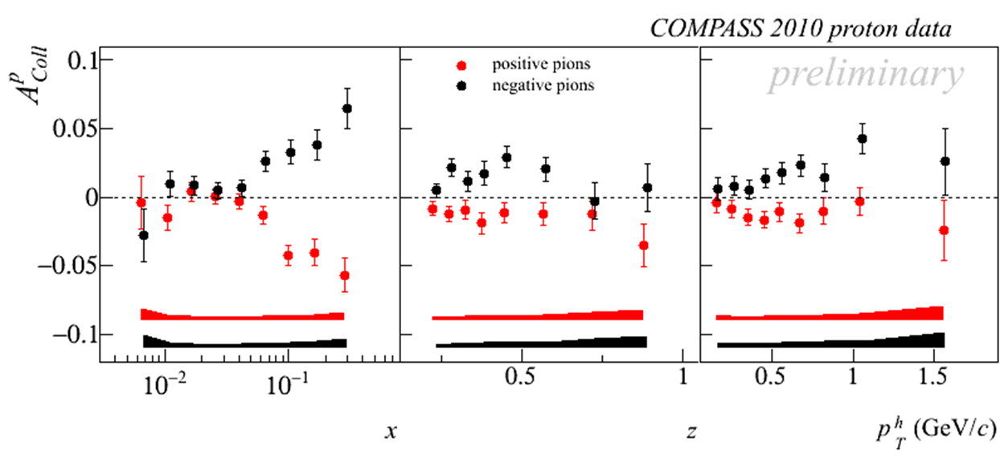 COMPASS 2010 proton data
preliminary
A^p_Coll
0.1
0.05
0
−0.05
−0.1
positive pions
negative pions
10^−2 10^−1 0.5 1 0.5 1 1.5
x z p_T^h (GeV/c)